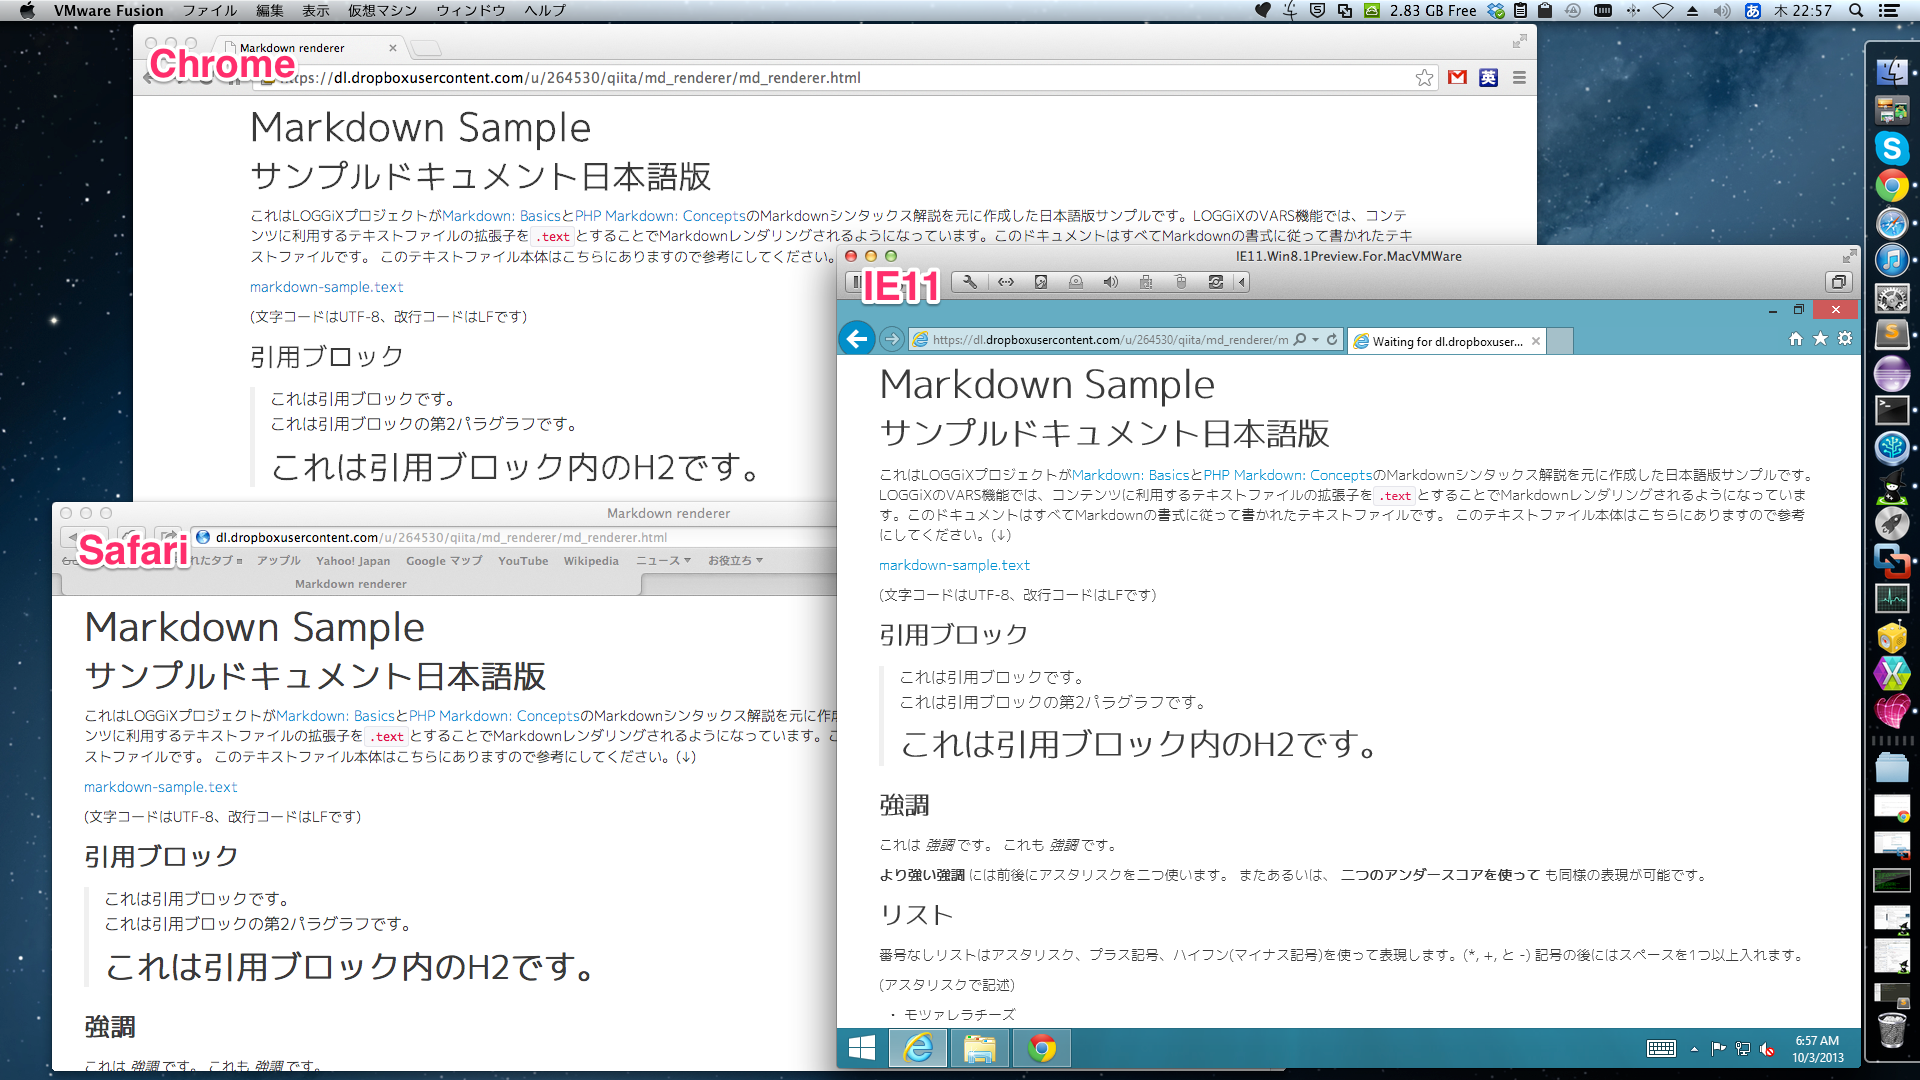 VMware Fusion ファイル 編集 表示 仮想マシン ウィンドウ ヘルプ
2.83 GB Free あ 木 22:57
Markdown renderer
Chrome
https://dl.dropboxusercontent.com/u/264530/qiita/md_renderer/md_renderer.html
英
Markdown Sample
サンプルドキュメント日本語版
これはLOGGiXプロジェクトがMarkdown: BasicsとPHP Markdown: ConceptsのMarkdownシンタックス解説を元に作成した日本語版サンプルです。LOGGiXのVARS機能では、コンテ
ンツに利用するテキストファイルの拡張子を .text とすることでMarkdownレンダリングされるようになっています。このドキュメントはすべてMarkdownの書式に従って書かれたテキ
ストファイルです。 このテキストファイル本体はこちらにありますので参考にしてください。
markdown-sample.text
(文字コードはUTF-8、改行コードはLFです)
引用ブロック
これは引用ブロックです。
これは引用ブロックの第2パラグラフです。
これは引用ブロック内のH2です。
Markdown renderer
Safari
dl.dropboxusercontent.com/u/264530/qiita/md_renderer/md_renderer.html
れたタブ アップル Yahoo! Japan Google マップ YouTube Wikipedia ニュース お役立ち
Markdown renderer
Markdown Sample
サンプルドキュメント日本語版
これはLOGGiXプロジェクトがMarkdown: BasicsとPHP Markdown: ConceptsのMarkdownシンタックス解説を元に作成
ンツに利用するテキストファイルの拡張子を .text とすることでMarkdownレンダリングされるようになっています。こ
ストファイルです。 このテキストファイル本体はこちらにありますので参考にしてください。(↓)
markdown-sample.text
(文字コードはUTF-8、改行コードはLFです)
引用ブロック
これは引用ブロックです。
これは引用ブロックの第2パラグラフです。
これは引用ブロック内のH2です。
強調
これは 強調 です。 これも 強調 です。
IE11.Win8.1Preview.For.MacVMWare
IE11
https://dl.dropboxusercontent.com/u/264530/qiita/md_renderer/m
Waiting for dl.dropboxuser...
Markdown Sample
サンプルドキュメント日本語版
これはLOGGiXプロジェクトがMarkdown: BasicsとPHP Markdown: ConceptsのMarkdownシンタックス解説を元に作成した日本語版サンプルです。
LOGGiXのVARS機能では、コンテンツに利用するテキストファイルの拡張子を .text とすることでMarkdownレンダリングされるようになっていま
す。このドキュメントはすべてMarkdownの書式に従って書かれたテキストファイルです。 このテキストファイル本体はこちらにありますので参考
にしてください。(↓)
markdown-sample.text
(文字コードはUTF-8、改行コードはLFです)
引用ブロック
これは引用ブロックです。
これは引用ブロックの第2パラグラフです。
これは引用ブロック内のH2です。
強調
これは 強調 です。 これも 強調 です。
より強い強調 には前後にアスタリスクを二つ使います。 またあるいは、 二つのアンダースコアを使って も同様の表現が可能です。
リスト
番号なしリストはアスタリスク、プラス記号、ハイフン(マイナス記号)を使って表現します。(*, +, と -) 記号の後にはスペースを1つ以上入れます。
(アスタリスクで記述)
・ モツァレラチーズ
6:57 AM
10/3/2013